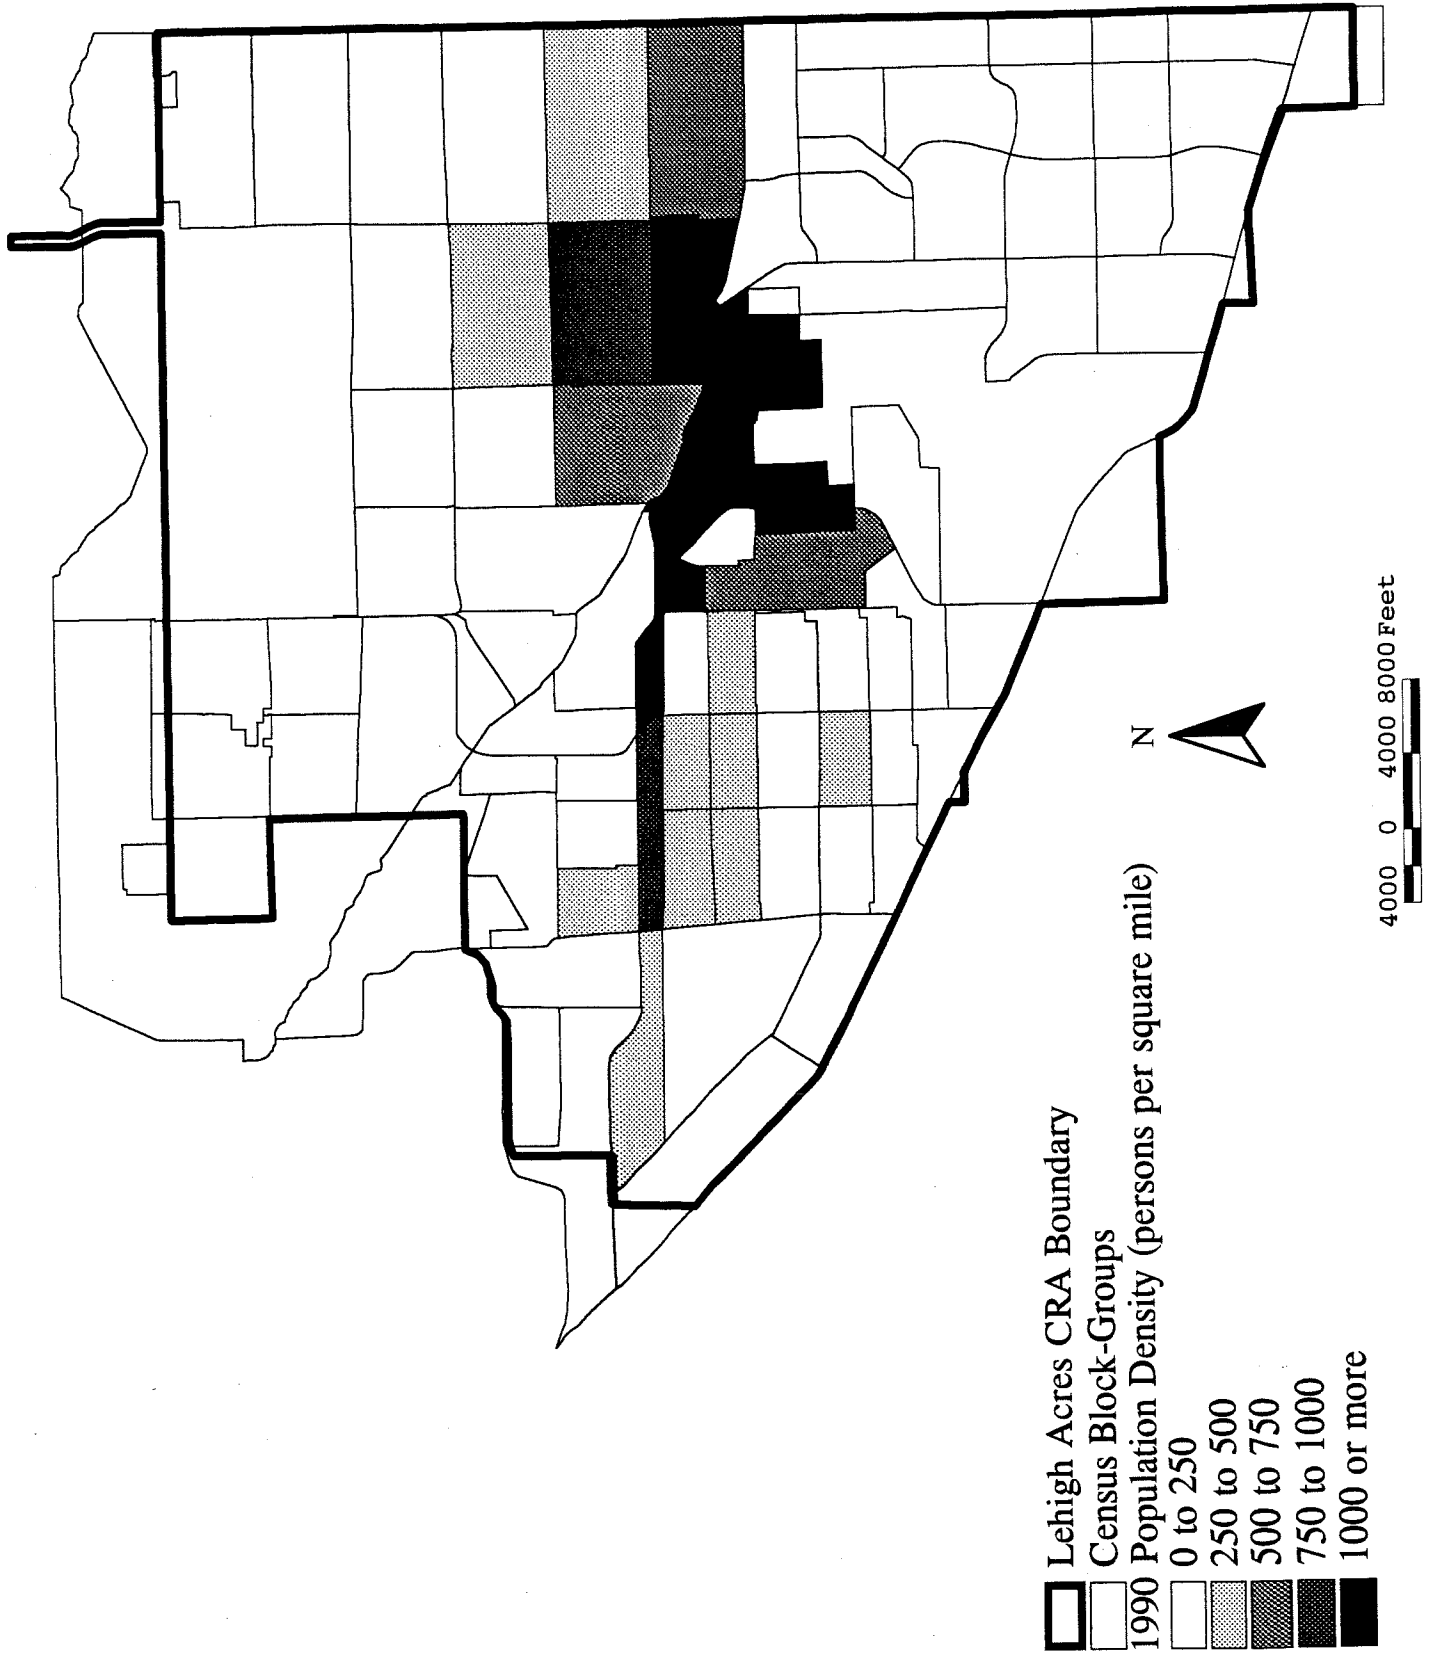 N
4000 0 4000 8000 Feet
Lehigh Acres CRA Boundary
Census Block-Groups
1990 Population Density (persons per square mile)
0 to 250
250 to 500
500 to 750
750 to 1000
1000 or more